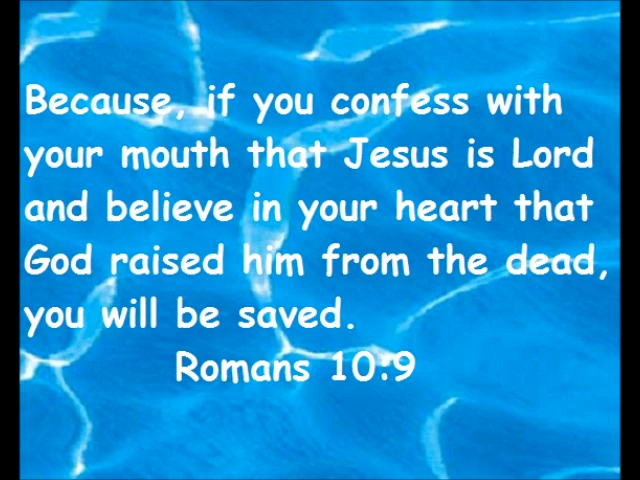 Because, if you confess with
your mouth that Jesus is Lord
and believe in your heart that
God raised him from the dead,
you will be saved.
Romans 10:9